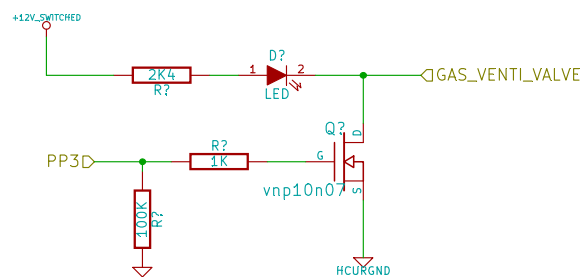 +12V_SWITCHED
D?
1
2
2K4
R?
LED
GAS_VENTI_VALVE
Q?
D
R?
G
PP3
1K
vnp10n07
S
100K
R?
HCURGND